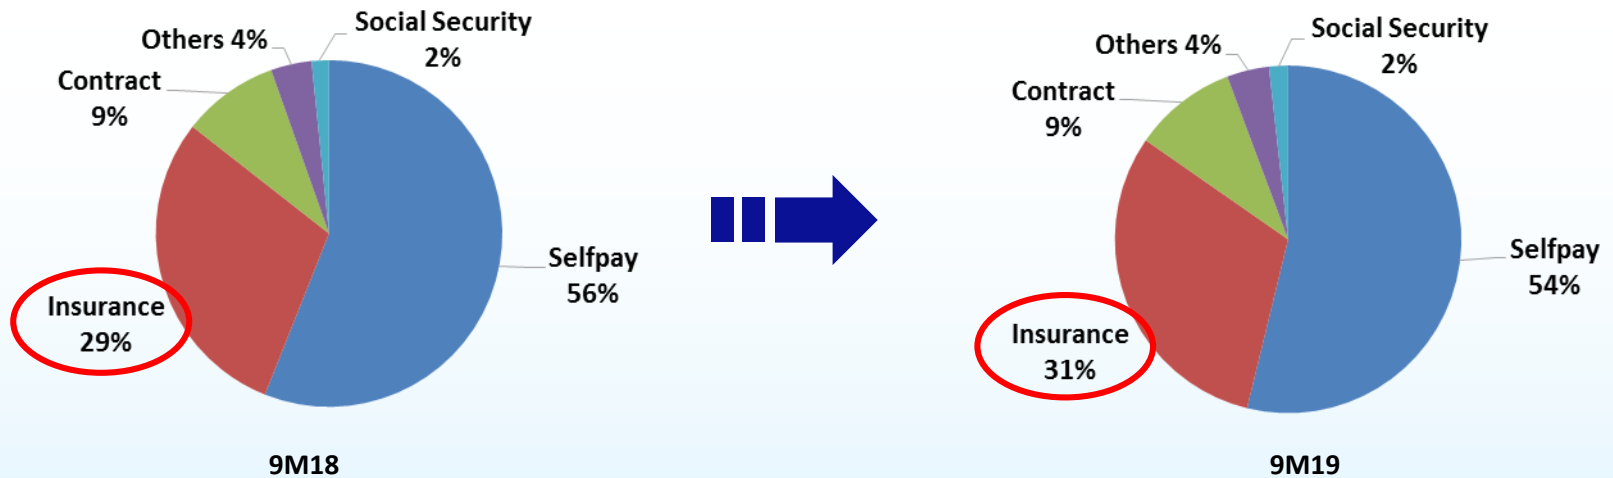 Social Security
2%
Others 4%
Contract
9%
Selfpay
56%
Insurance
29%
9M18
Social Security
2%
Others 4%
Contract
9%
Selfpay
54%
Insurance
31%
9M19